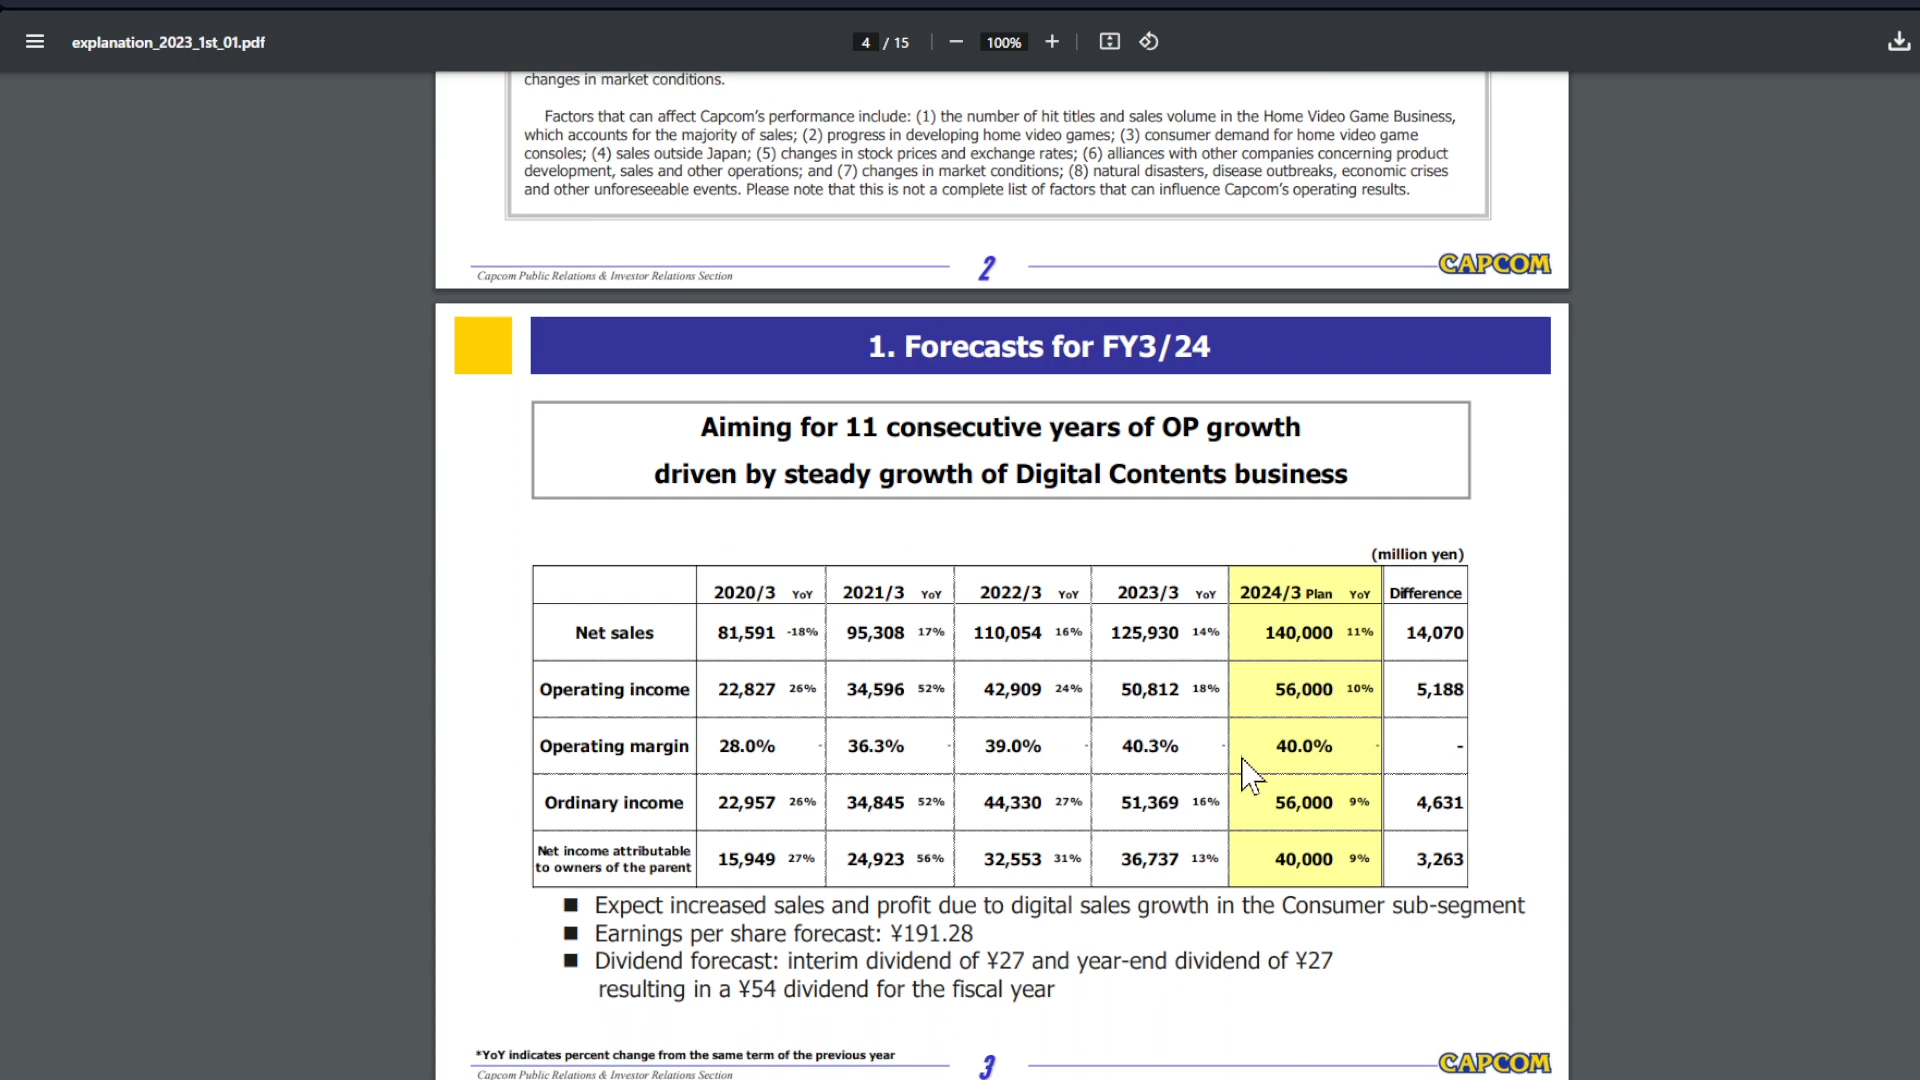 explanation_2023_1st_01.pdf
4 / 15
100%
changes in market conditions.
Factors that can affect Capcom's performance include: (1) the number of hit titles and sales volume in the Home Video Game Business,
which accounts for the majority of sales; (2) progress in developing home video games; (3) consumer demand for home video game
consoles; (4) sales outside Japan; (5) changes in stock prices and exchange rates; (6) alliances with other companies concerning product
development, sales and other operations; and (7) changes in market conditions; (8) natural disasters, disease outbreaks, economic crises
and other unforeseeable events. Please note that this is not a complete list of factors that can influence Capcom's operating results.
Capcom Public Relations & Investor Relations Section
2
CAPCOM
1. Forecasts for FY3/24
Aiming for 11 consecutive years of OP growth
driven by steady growth of Digital Contents business
(million yen)
2020/3 YoY 2021/3 YoY 2022/3 YoY 2023/3 YoY 2024/3 Plan YoY Difference
Net sales 81,591 -18% 95,308 17% 110,054 16% 125,930 14% 140,000 11% 14,070
Operating income 22,827 26% 34,596 52% 42,909 24% 50,812 18% 56,000 10% 5,188
Operating margin 28.0% - 36.3% - 39.0% - 40.3% - 40.0% - -
Ordinary income 22,957 26% 34,845 52% 44,330 27% 51,369 16% 56,000 9% 4,631
Net income attributable
to owners of the parent 15,949 27% 24,923 56% 32,553 31% 36,737 13% 40,000 9% 3,263
■ Expect increased sales and profit due to digital sales growth in the Consumer sub-segment
■ Earnings per share forecast: ¥191.28
■ Dividend forecast: interim dividend of ¥27 and year-end dividend of ¥27
resulting in a ¥54 dividend for the fiscal year
*YoY indicates percent change from the same term of the previous year
Capcom Public Relations & Investor Relations Section
3
CAPCOM